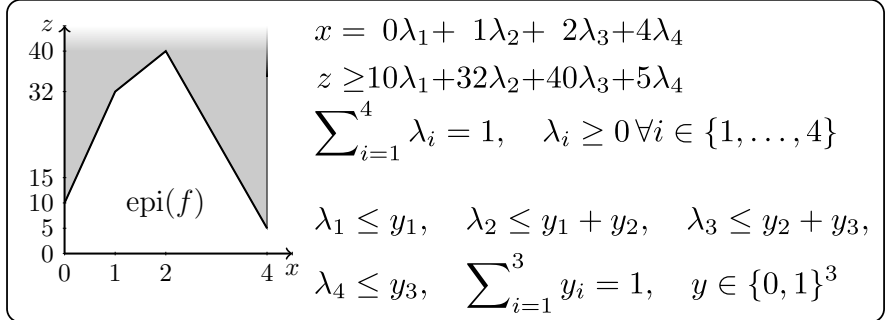 z
40
32
15
10
5
0
0 1 2 4 x
epi(f)
x = 0λ₁+ 1λ₂+ 2λ₃+4λ₄
z ≥10λ₁+32λ₂+40λ₃+5λ₄
∑⁴ᵢ₌₁ λᵢ = 1, λᵢ ≥ 0 ∀i ∈ {1, . . . , 4}
λ₁ ≤ y₁, λ₂ ≤ y₁ + y₂, λ₃ ≤ y₂ + y₃,
λ₄ ≤ y₃, ∑³ᵢ₌₁ yᵢ = 1, y ∈ {0, 1}³